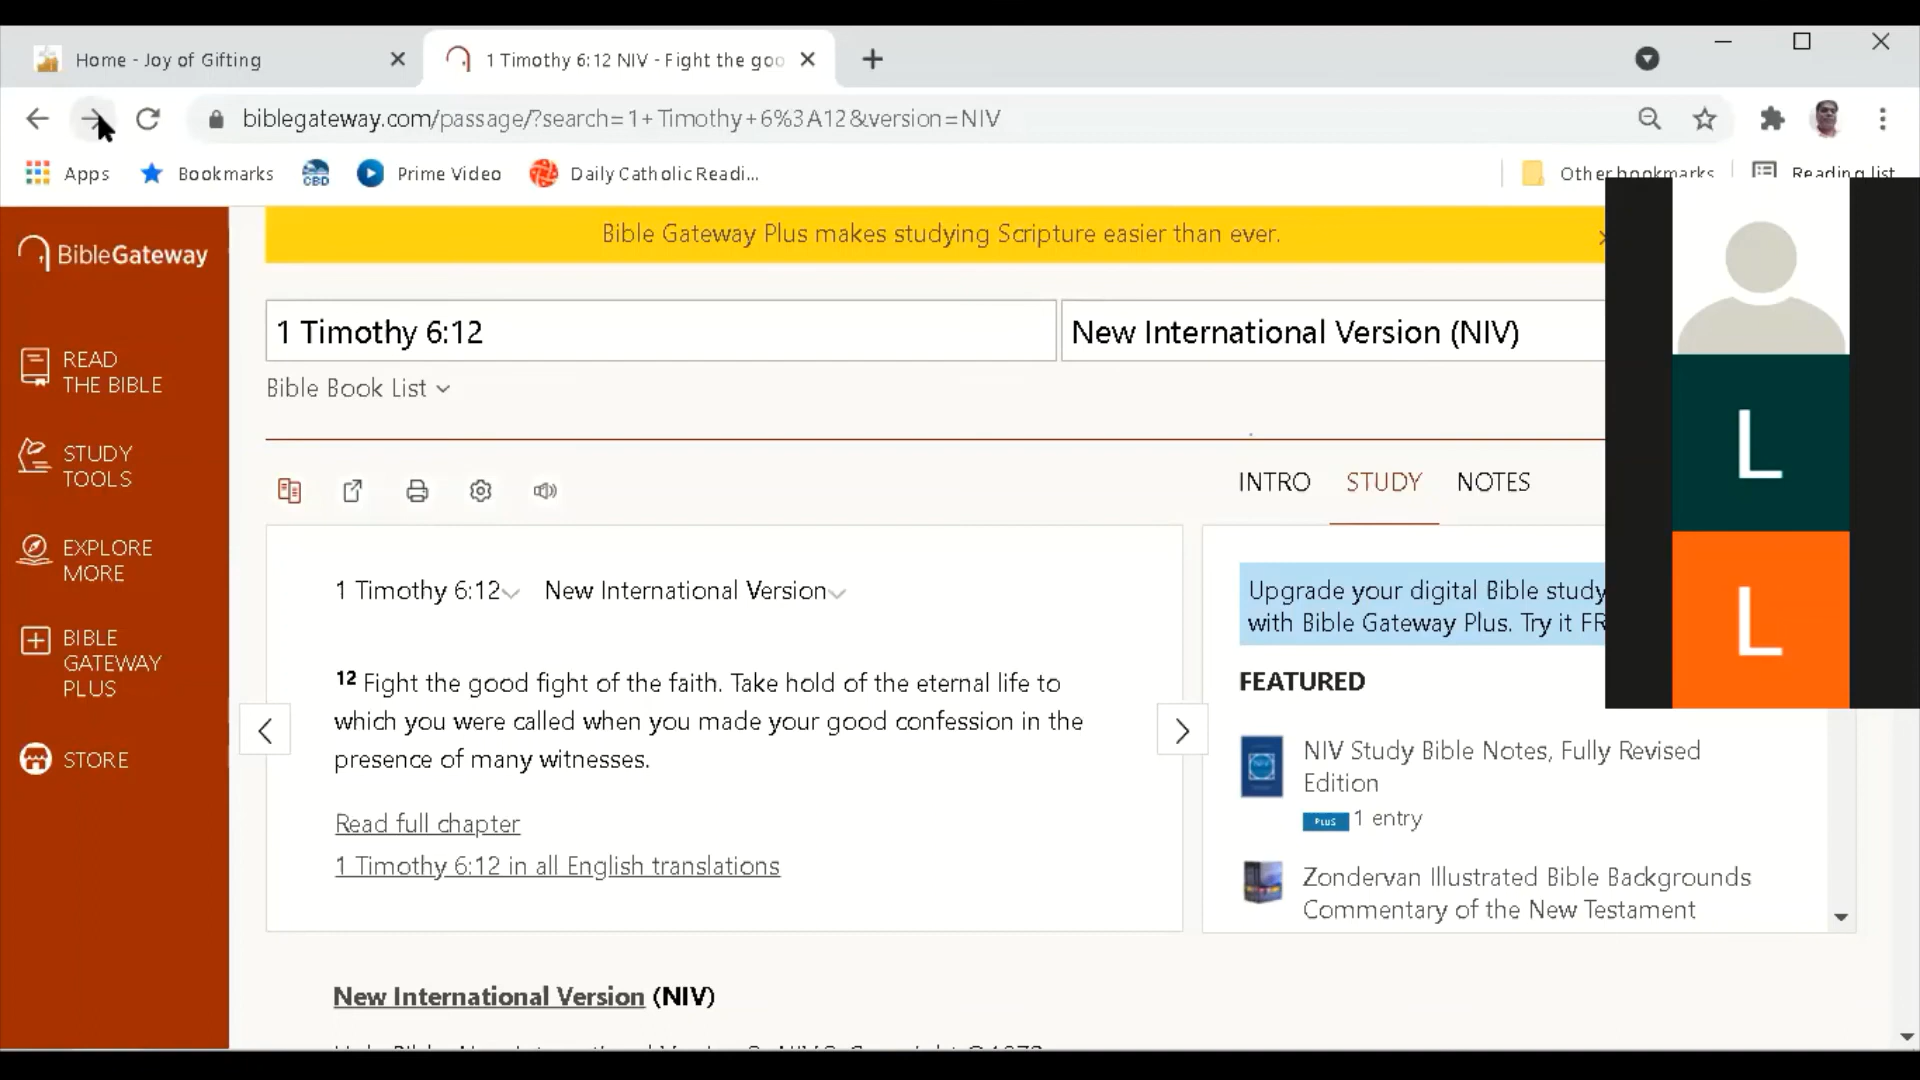 Home - Joy of Gifting
1 Timothy 6:12 NIV - Fight the goo
biblegateway.com/passage/?search=1+Timothy+6%3A12&version=NIV
Apps
Bookmarks
CBD
Prime Video
Daily Catholic Readi...
Other bookmarks
Reading list
BibleGateway
Bible Gateway Plus makes studying Scripture easier than ever.
1 Timothy 6:12
New International Version (NIV)
Bible Book List
READ
THE BIBLE
STUDY
TOOLS
EXPLORE
MORE
BIBLE
GATEWAY
PLUS
STORE
INTRO
STUDY
NOTES
1 Timothy 6:12
New International Version
12 Fight the good fight of the faith. Take hold of the eternal life to
which you were called when you made your good confession in the
presence of many witnesses.
Read full chapter
1 Timothy 6:12 in all English translations
New International Version (NIV)
Upgrade your digital Bible study
with Bible Gateway Plus. Try it FR
FEATURED
NIV Study Bible Notes, Fully Revised
Edition
PLUS 1 entry
Zondervan Illustrated Bible Backgrounds
Commentary of the New Testament
L
L